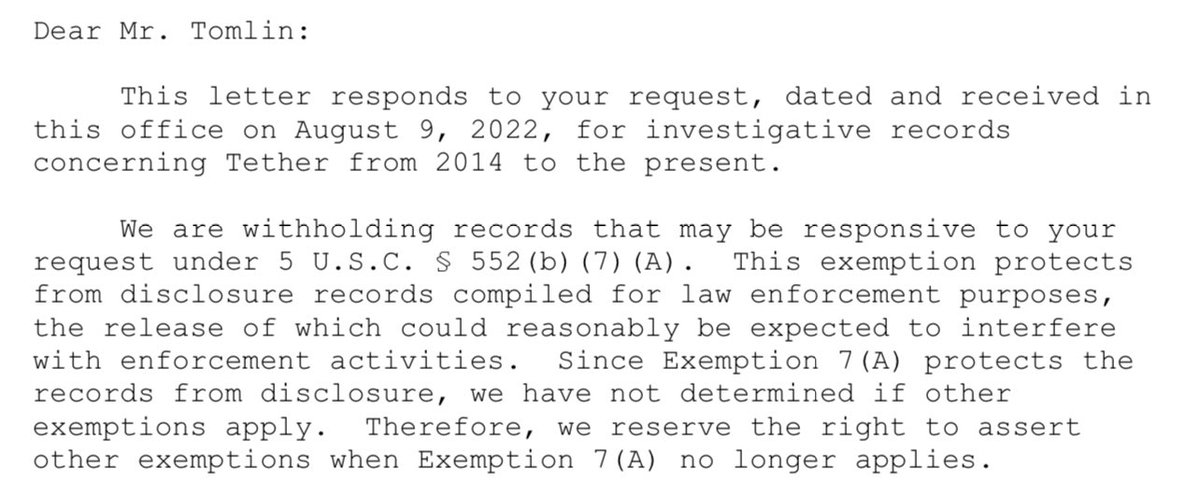 Dear Mr. Tomlin:
This letter responds to your request, dated and received in
this office on August 9, 2022, for investigative records
concerning Tether from 2014 to the present.
We are withholding records that may be responsive to your
request under 5 U.S.C. § 552(b)(7)(A).  This exemption protects
from disclosure records compiled for law enforcement purposes,
the release of which could reasonably be expected to interfere
with enforcement activities.  Since Exemption 7(A) protects the
records from disclosure, we have not determined if other
exemptions apply.  Therefore, we reserve the right to assert
other exemptions when Exemption 7(A) no longer applies.